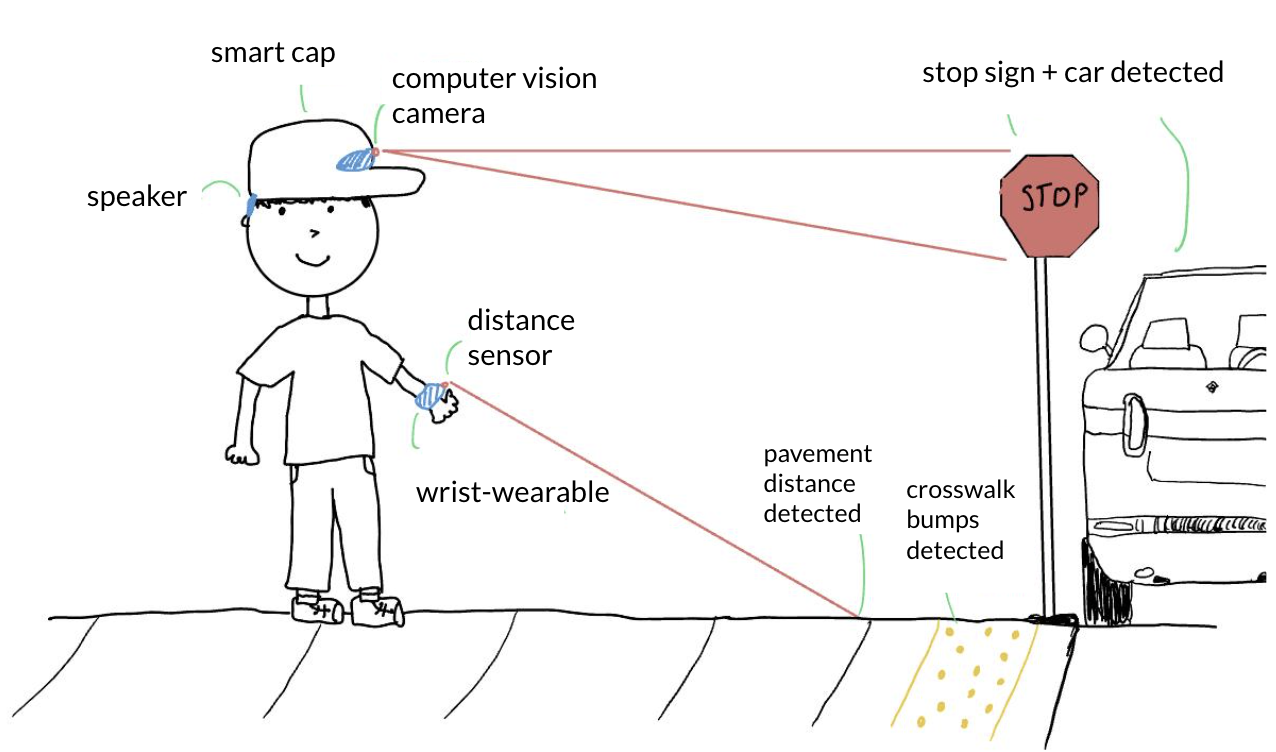 smart cap
computer vision
camera
stop sign + car detected
speaker
STOP
distance
sensor
wrist-wearable
pavement
distance
detected
crosswalk
bumps
detected